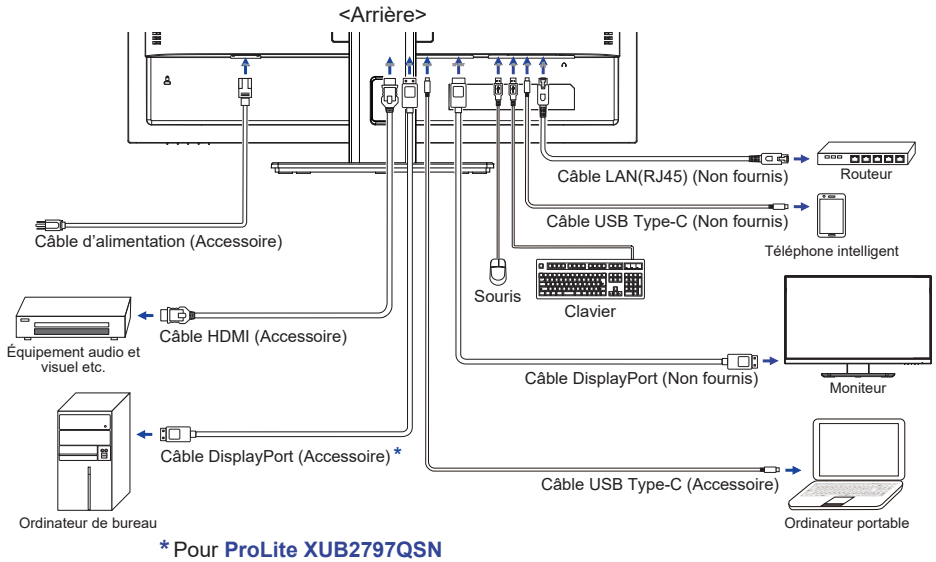 <Arrière>
Câble LAN(RJ45) (Non fournis)
Routeur
Câble USB Type-C (Non fournis)
Téléphone intelligent
Câble d'alimentation (Accessoire)
Souris
Clavier
Câble HDMI (Accessoire)
Équipement audio et
visuel etc.
Câble DisplayPort (Non fournis)
Moniteur
Câble DisplayPort (Accessoire) *
Câble USB Type-C (Accessoire)
Ordinateur de bureau
Ordinateur portable
* Pour ProLite XUB2797QSN